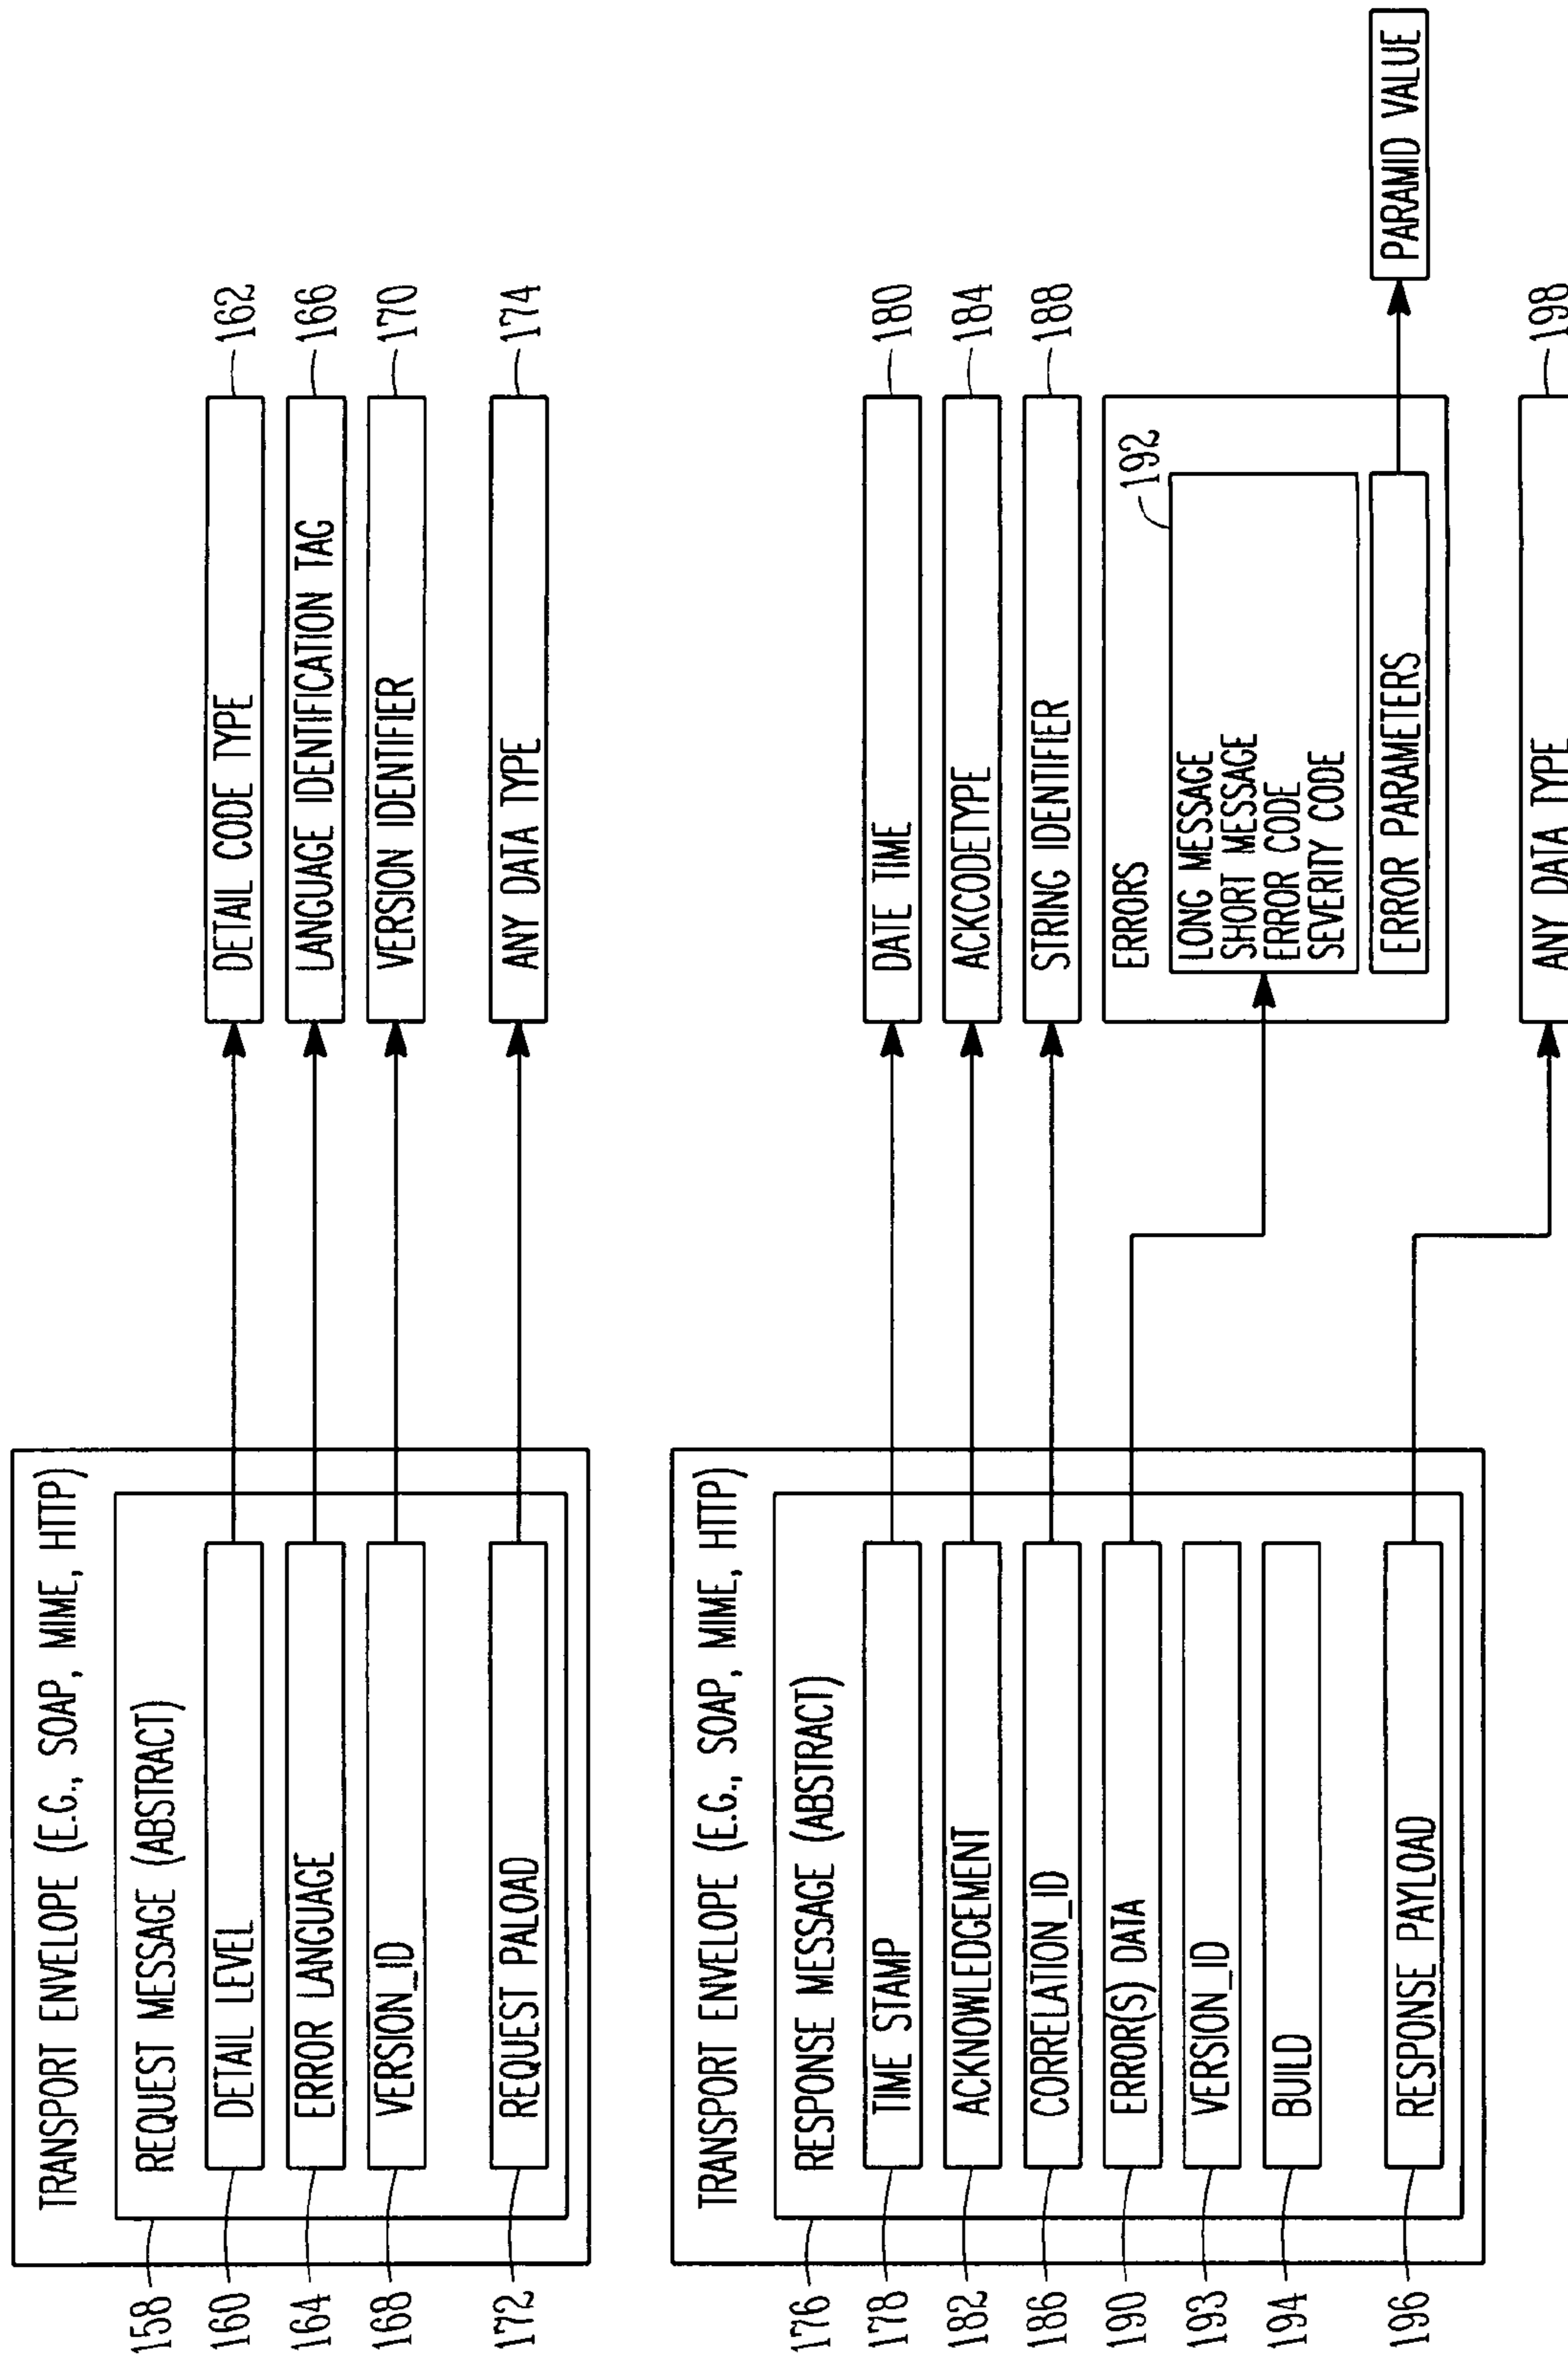 TRANSPORT ENVELOPE (E.G., SOAP, MIME, HTTP)
158
REQUEST MESSAGE (ABSTRACT)
160
DETAIL LEVEL
DETAIL CODE TYPE
162
164
ERROR LANGUAGE
LANGUAGE IDENTIFICATION TAG
166
168
VERSION_ID
VERSION IDENTIFIER
170
172
REQUEST PALOAD
ANY DATA TYPE
174
TRANSPORT ENVELOPE (E.G., SOAP, MIME, HTTP)
176
RESPONSE MESSAGE (ABSTRACT)
178
TIME STAMP
DATE TIME
180
182
ACKNOWLEDGEMENT
ACKCODETYPE
184
186
CORRELATION_ID
STRING IDENTIFIER
188
190
ERROR(S) DATA
ERRORS
192
LONG MESSAGE
SHORT MESSAGE
ERROR CODE
SEVERITY CODE
193
VERSION_ID
194
BUILD
ERROR PARAMETERS
PARAMID VALUE
196
RESPONSE PAYLOAD
ANY DATA TYPE
198